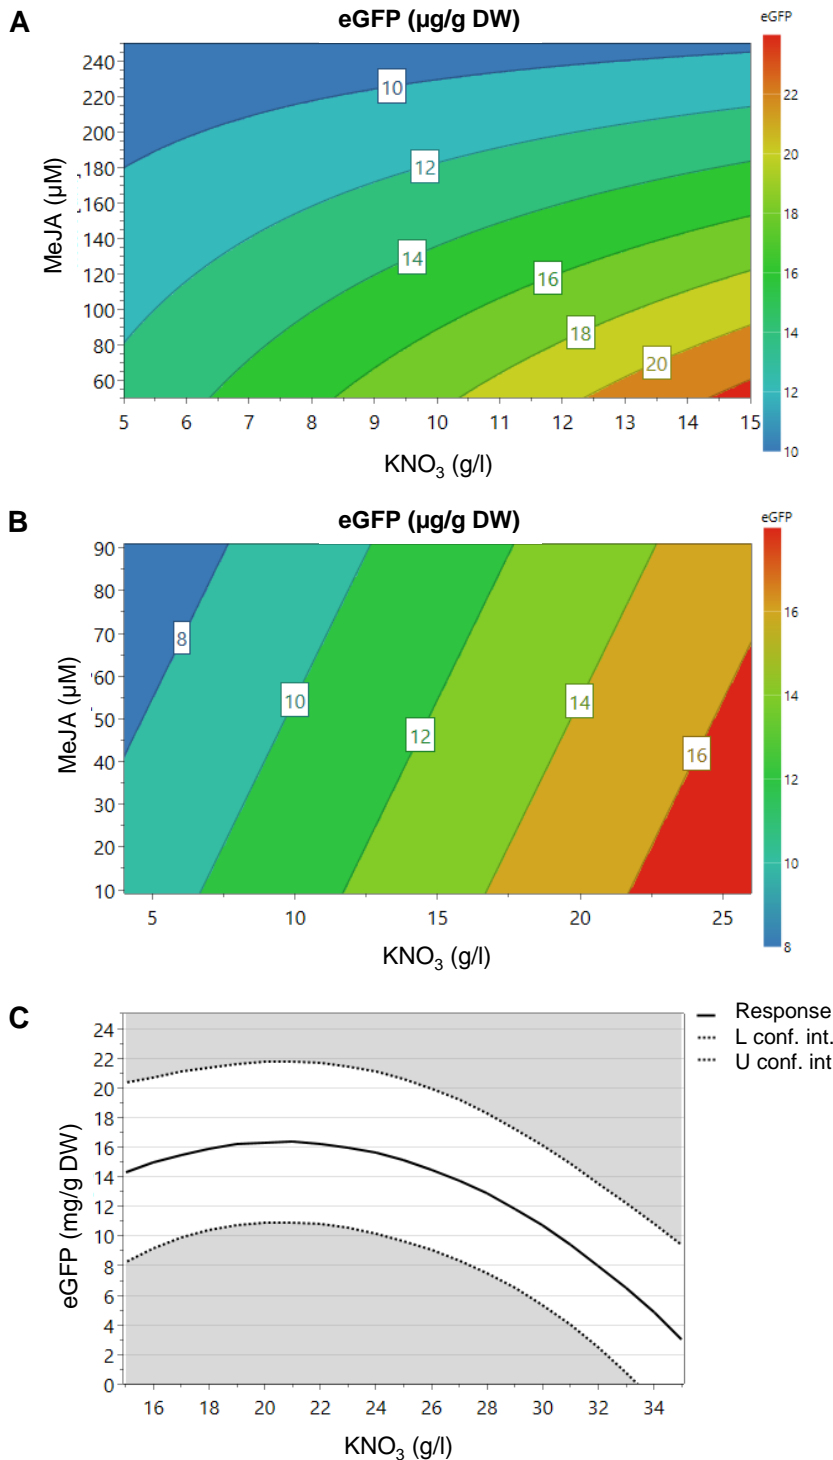 A
eGFP (µg/g DW)
eGFP
MeJA (µM)
240
220
200
180
160
140
120
100
80
60
10
12
14
16
18
20
22
20
18
16
14
12
10
5 6 7 8 9 10 11 12 13 14 15
KNO3 (g/l)
B
eGFP (µg/g DW)
eGFP
MeJA (µM)
90
80
70
60
50
40
30
20
10
8
10
12
14
16
16
14
12
10
8
5 10 15 20 25
KNO3 (g/l)
C
Response
L conf. int.
U conf. int
eGFP (mg/g DW)
24
22
20
18
16
14
12
10
8
6
4
2
0
16 18 20 22 24 26 28 30 32 34
KNO3 (g/l)